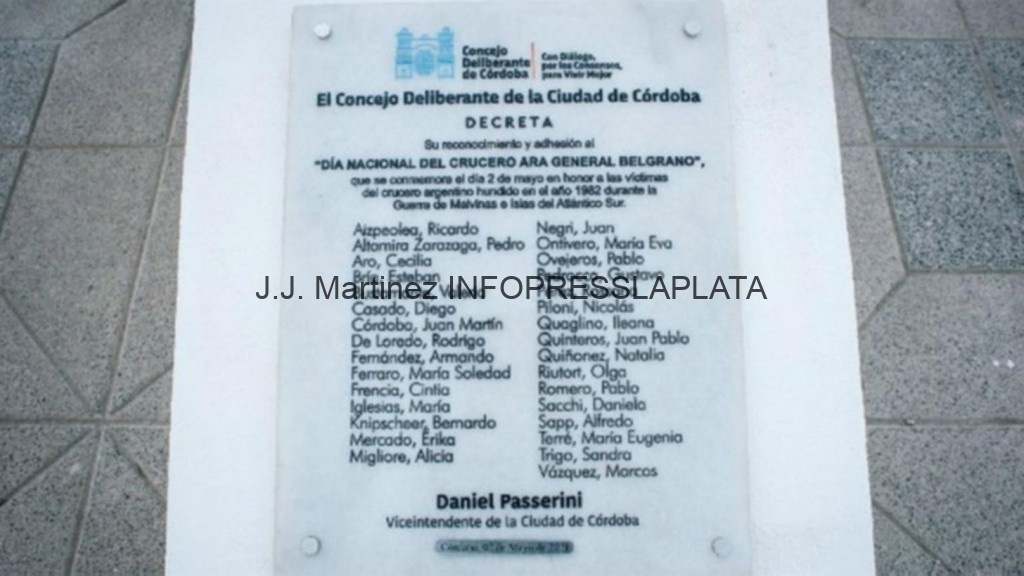 Concejo
Deliberante
de Córdoba
Con Diálogo,
por los Consensos,
para Vivir Mejor
El Concejo Deliberante de la Ciudad de Córdoba
DECRETA
Su reconocimiento y adhesión al
"DÍA NACIONAL DEL CRUCERO ARA GENERAL BELGRANO",
que se conmemora el día 2 de mayo en honor a las víctimas
del crucero argentino hundido en el año 1982 durante la
Guerra de Malvinas e Islas del Atlántico Sur.
Aizpeolea, Ricardo
Altamira Zarazaga, Pedro
Aro, Cecilia
Esteban
Casado, Diego
Córdoba, Juan Martín
De Loredo, Rodrigo
Fernández, Armando
Ferraro, María Soledad
Frencia, Cintia
Iglesias, María
Knipscheer, Bernardo
Mercado, Érika
Migliore, Alicia
Negri, Juan
Ontivero, María Eva
Ovejeros, Pablo
Pedrocca, Gustavo
Piloni, Nicolás
Quaglino, Ileana
Quinteros, Juan Pablo
Quiñonez, Natalia
Riutort, Olga
Romero, Pablo
Sacchi, Daniela
Sapp, Alfredo
Terré, María Eugenia
Trigo, Sandra
Vázquez, Marcos
J.J. Martinez INFOPRESSLAPLATA
Daniel Passerini
Viceintendente de la Ciudad de Córdoba